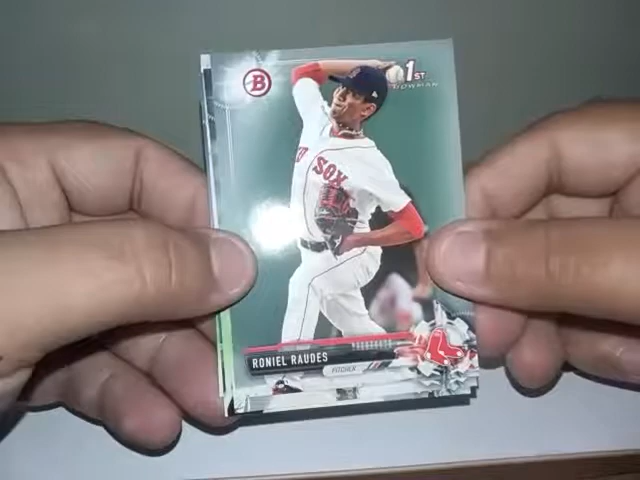 B
1ST
BOWMAN
SOX
RONIEL RAUDES
PITCHER